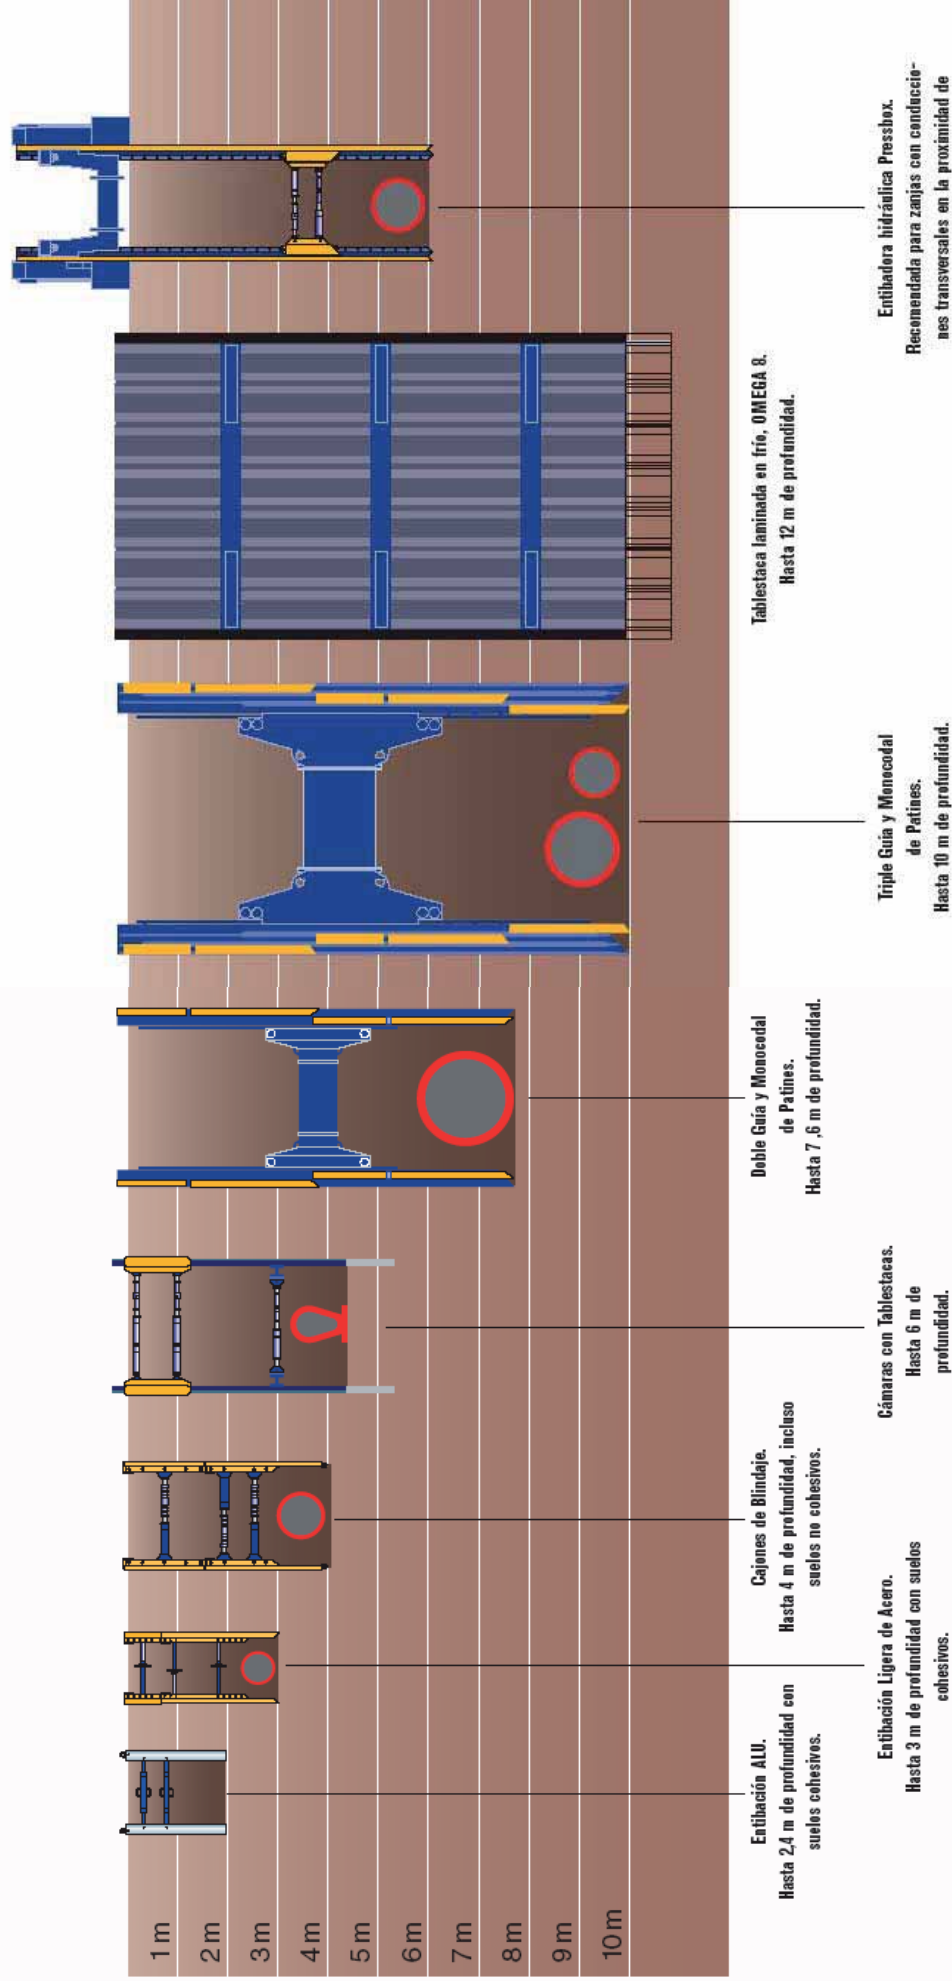 1 m
2 m
3 m
4 m
5 m
6 m
7 m
8 m
9 m
10 m
Entibación ALU.
Hasta 2,4 m de profundidad con
suelos cohesivos.
Entibación Ligera de Acero.
Hasta 3 m de profundidad con suelos
cohesivos.
Cajones de Blindaje.
Hasta 4 m de profundidad, incluso
suelos no cohesivos.
Cámaras con Tablestacas.
Hasta 6 m de
profundidad.
Doble Guía y Monocodal
de Patines.
Hasta 7 ,6 m de profundidad.
Triple Guía y Monocodal
de Patines.
Hasta 10 m de profundidad.
Tablestaca laminada en frío, OMEGA 8.
Hasta 12 m de profundidad.
Entibadora hidráulica Pressbox.
Recomendada para zanjas con conduccio-
nes transversales en la proximidad de